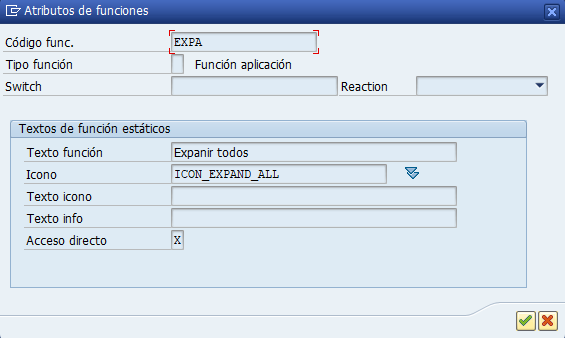 Atributos de funciones
Código func. EXPA
Tipo función Función aplicación
Switch Reaction
Textos de función estáticos
Texto función Expanir todos
Icono ICON_EXPAND_ALL
Texto icono
Texto info
Acceso directo X